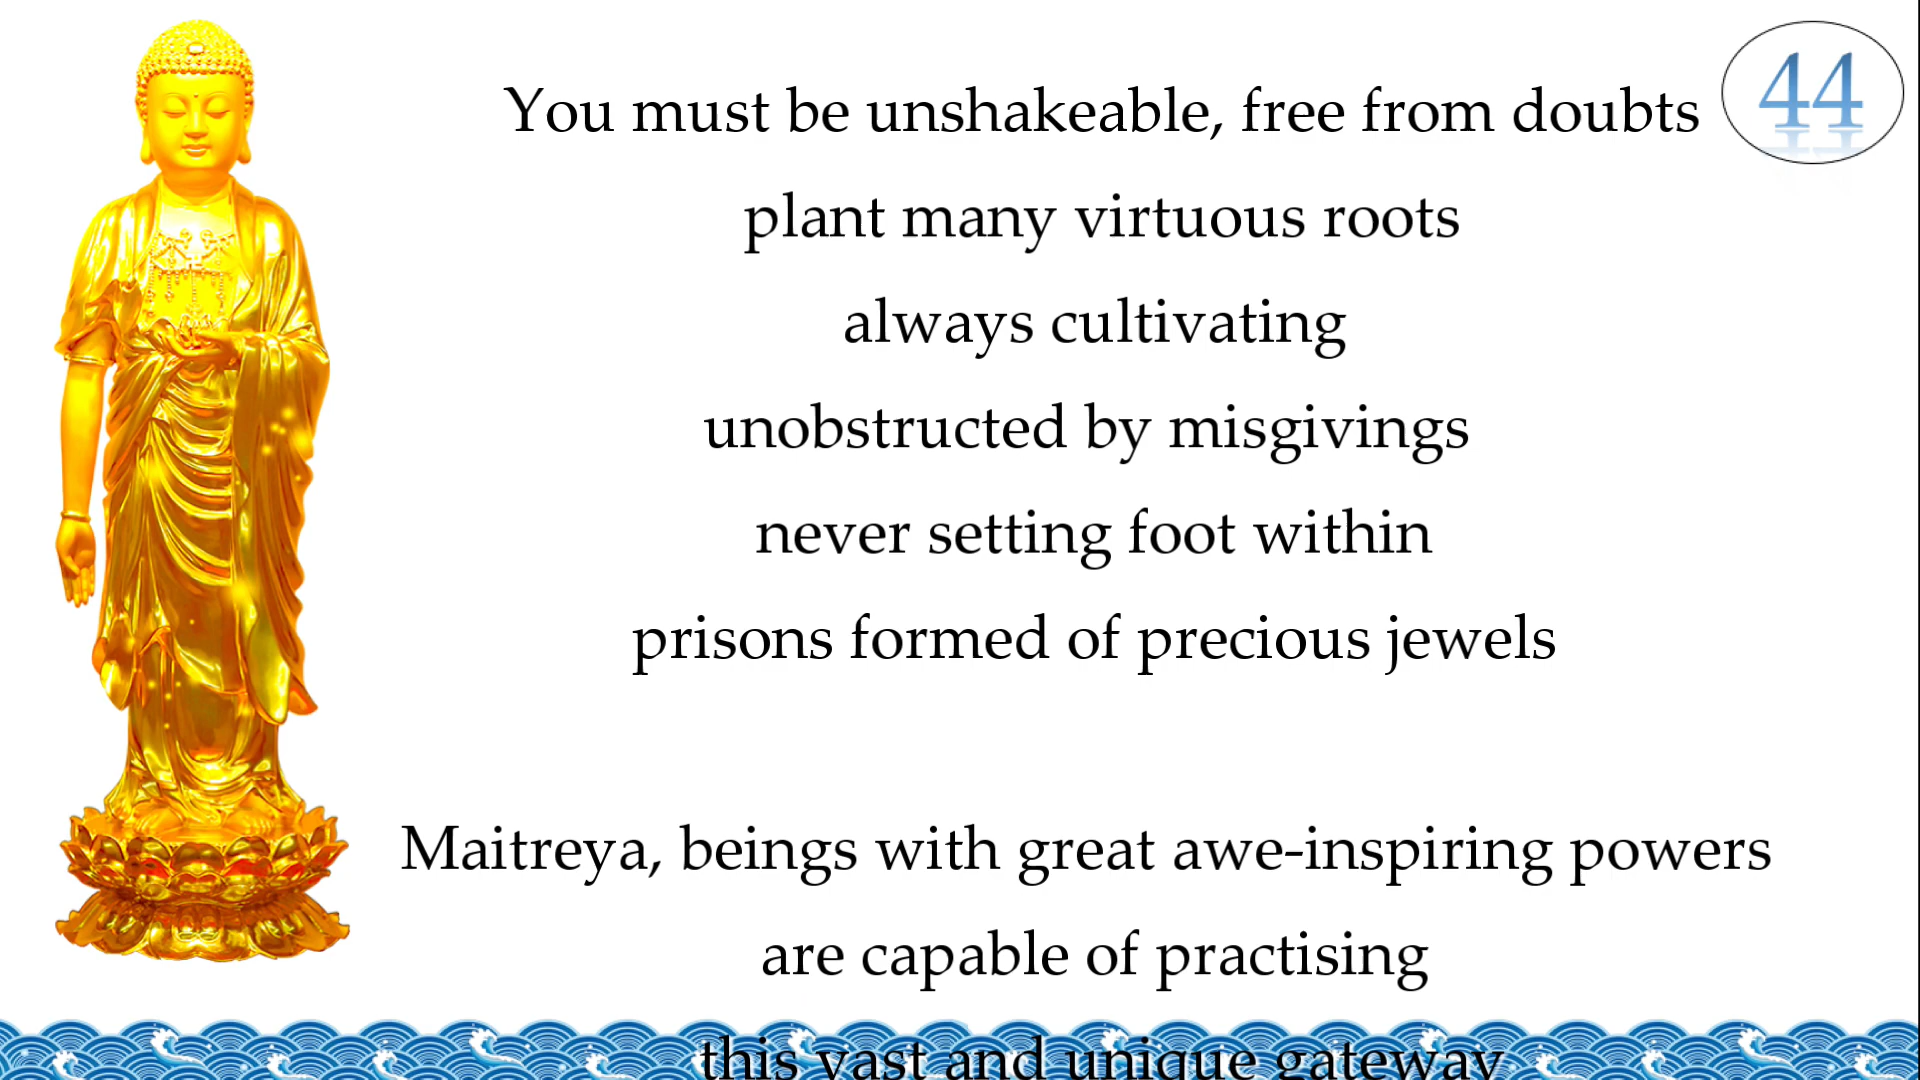 44
You must be unshakeable, free from doubts
plant many virtuous roots
always cultivating
unobstructed by misgivings
never setting foot within
prisons formed of precious jewels
Maitreya, beings with great awe-inspiring powers
are capable of practising
this vast and unique gateway